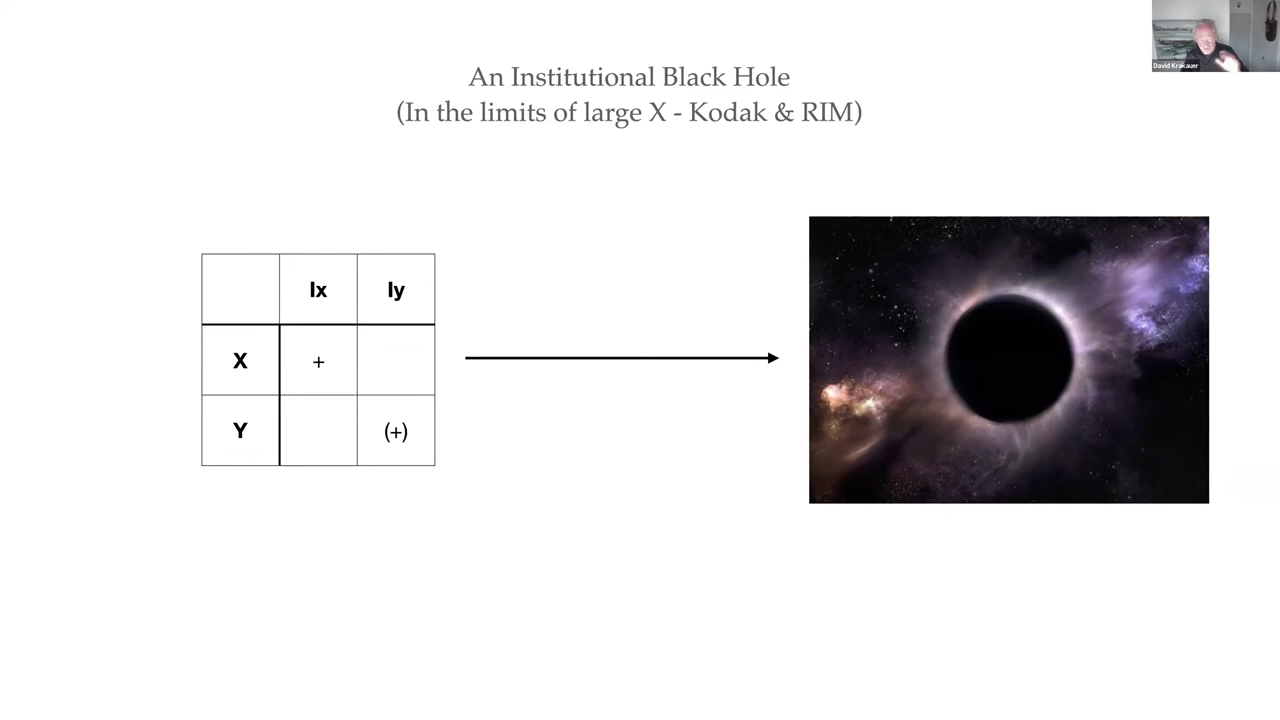 An Institutional Black Hole
(In the limits of large X - Kodak & RIM)
David Krakauer
Ix Iy
X +
Y (+)